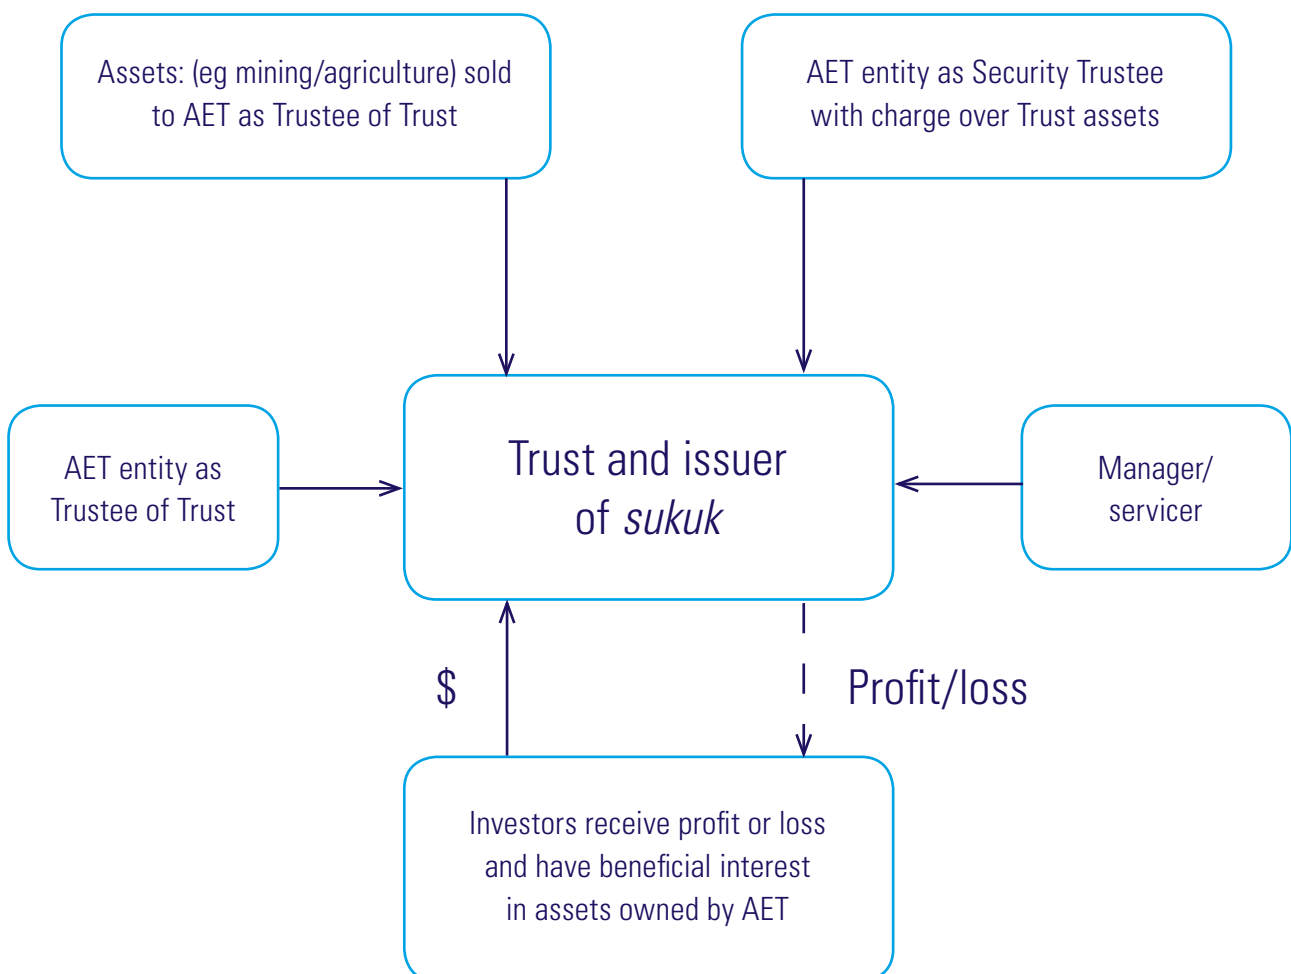 Assets: (eg mining/agriculture) sold
to AET as Trustee of Trust
AET entity as Security Trustee
with charge over Trust assets
AET entity as
Trustee of Trust
Trust and issuer
of sukuk
Manager/
servicer
$
Profit/loss
Investors receive profit or loss
and have beneficial interest
in assets owned by AET